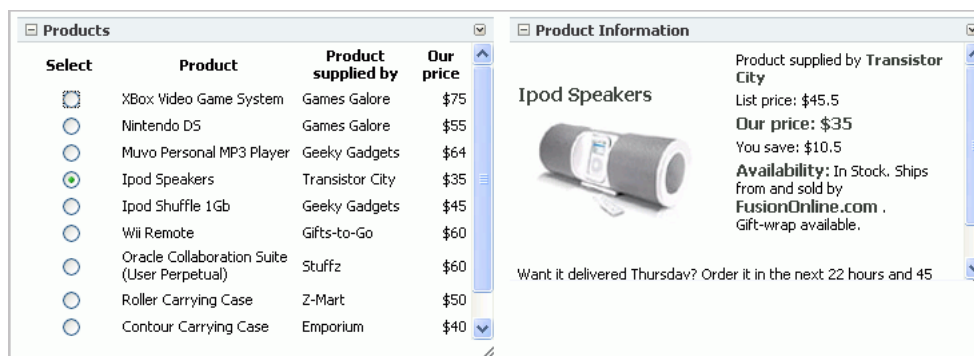 Products
Select Product Product supplied by Our price
XBox Video Game System Games Galore $75
Nintendo DS Games Galore $55
Muvo Personal MP3 Player Geeky Gadgets $64
Ipod Speakers Transistor City $35
Ipod Shuffle 1Gb Geeky Gadgets $45
Wii Remote Gifts-to-Go $60
Oracle Collaboration Suite
(User Perpetual) Stuffz $60
Roller Carrying Case Z-Mart $50
Contour Carrying Case Emporium $40
Product Information
Ipod Speakers
Product supplied by Transistor
City
List price: $45.5
Our price: $35
You save: $10.5
Availability: In Stock. Ships
from and sold by
FusionOnline.com .
Gift-wrap available.
Want it delivered Thursday? Order it in the next 22 hours and 45